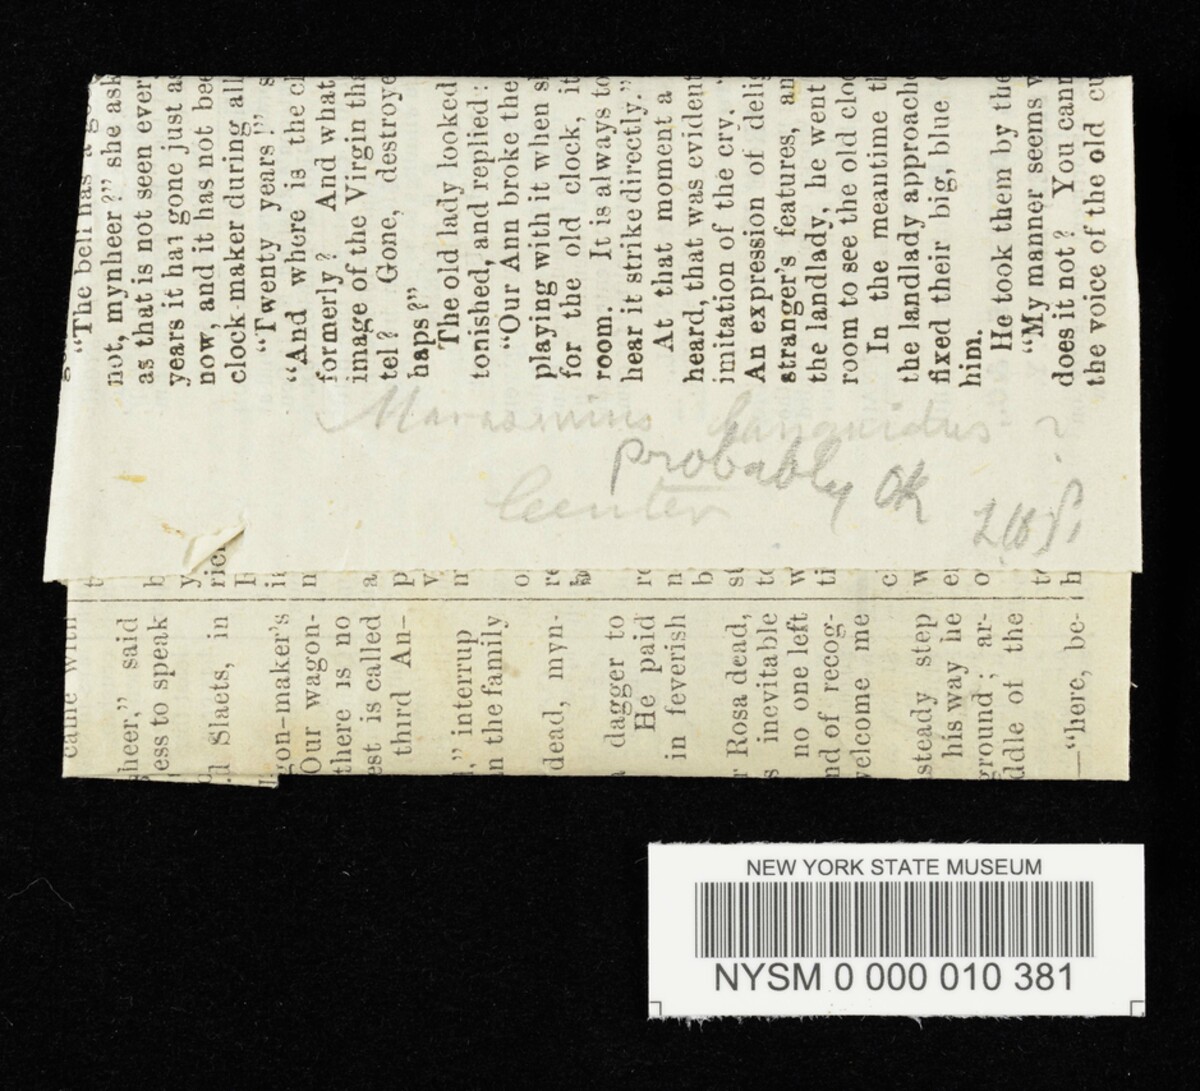 "The bell has a
not, mynheer?" she ask
as that is not seen ever
years it had gone just as
now, and it has not bee
clock-maker during all
"Twenty years!" s
"And where is the cl
formerly? And what
image of the Virgin tha
tel? Gone, destroye
haps?"
The old lady looked
tonished, and replied:
"Our Ann broke the
playing with it when s
for the old clock, it
room. It is always to
hear it strike directly."
At that moment a
heard, that was evident
imitation of the cry.
An expression of deli
stranger's features, an
the landlady, he went
room to see the old cloc
In the meantime t
the landlady approach
fixed their big, blue
him.
He took them by the
"My manner seems w
does it not? You cann
the voice of the old cu
Marasmius languidus ?
probably ok
Center
came with
heer," said
ess to speak
d Slaets, in
gon-maker's
Our wagon-
there is no
est is called
third An-
," interrup
n the family
dead, myn-
dagger to
He paid
in feverish
r Rosa dead,
s inevitable
no one left
nd of recog-
velcome me
steady step
his way he
ground; ar-
ddle of the
—"here, be-
NEW YORK STATE MUSEUM
NYSM 0 000 010 381